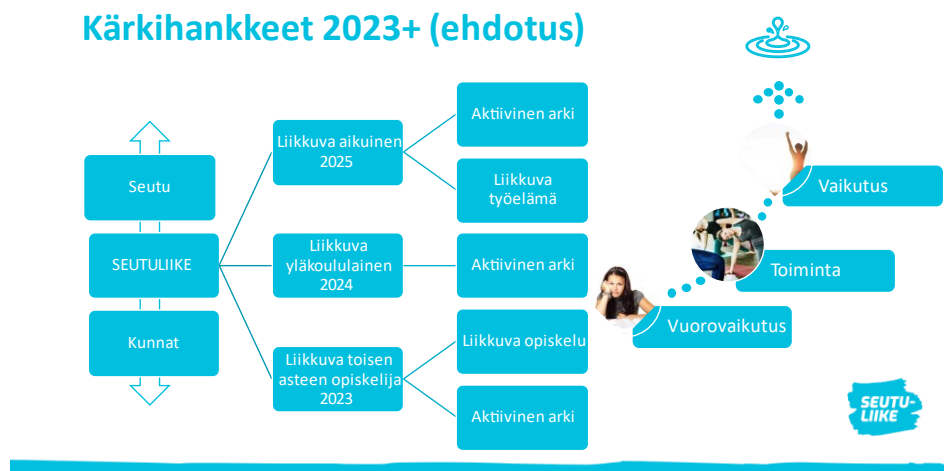 Kärkihankkeet 2023+ (ehdotus)
Seutu
SEUTULIIKE
Kunnat
Liikkuva aikuinen
2025
Liikkuva
yläkoululainen
2024
Liikkuva toisen
asteen opiskelija
2023
Aktiivinen arki
Liikkuva
työelämä
Aktiivinen arki
Liikkuva opiskelu
Aktiivinen arki
Vaikutus
Toiminta
Vuorovaikutus
SEUTU-
LIIKE